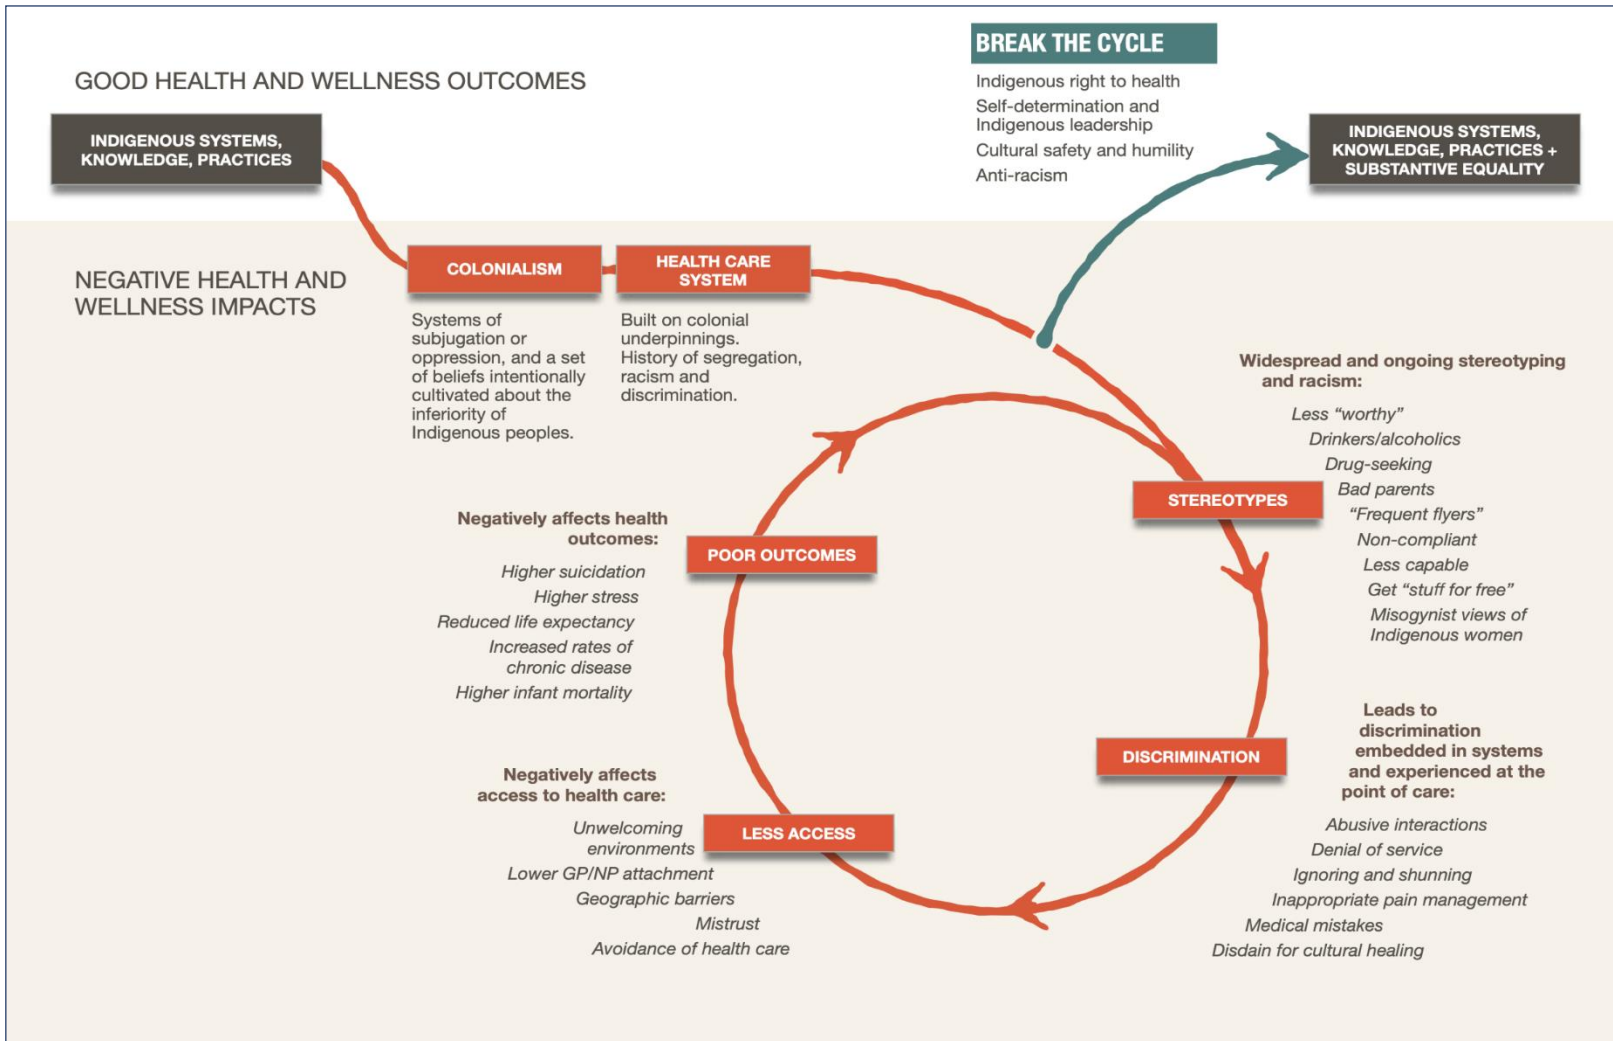 GOOD HEALTH AND WELLNESS OUTCOMES
INDIGENOUS SYSTEMS,
KNOWLEDGE, PRACTICES
BREAK THE CYCLE
Indigenous right to health
Self-determination and
Indigenous leadership
Cultural safety and humility
Anti-racism
INDIGENOUS SYSTEMS,
KNOWLEDGE, PRACTICES +
SUBSTANTIVE EQUALITY
NEGATIVE HEALTH AND
WELLNESS IMPACTS
COLONIALISM
Systems of
subjugation or
oppression, and a set
of beliefs intentionally
cultivated about the
inferiority of
Indigenous peoples.
HEALTH CARE
SYSTEM
Built on colonial
underpinnings.
History of segregation,
racism and
discrimination.
STEREOTYPES
Widespread and ongoing stereotyping
and racism:
Less “worthy”
Drinkers/alcoholics
Drug-seeking
Bad parents
“Frequent flyers”
Non-compliant
Less capable
Get “stuff for free”
Misogynist views of
Indigenous women
DISCRIMINATION
Leads to
discrimination
embedded in systems
and experienced at the
point of care:
Abusive interactions
Denial of service
Ignoring and shunning
Inappropriate pain management
Medical mistakes
Disdain for cultural healing
LESS ACCESS
Negatively affects
access to health care:
Unwelcoming
environments
Lower GP/NP attachment
Geographic barriers
Mistrust
Avoidance of health care
POOR OUTCOMES
Negatively affects health
outcomes:
Higher suicidation
Higher stress
Reduced life expectancy
Increased rates of
chronic disease
Higher infant mortality